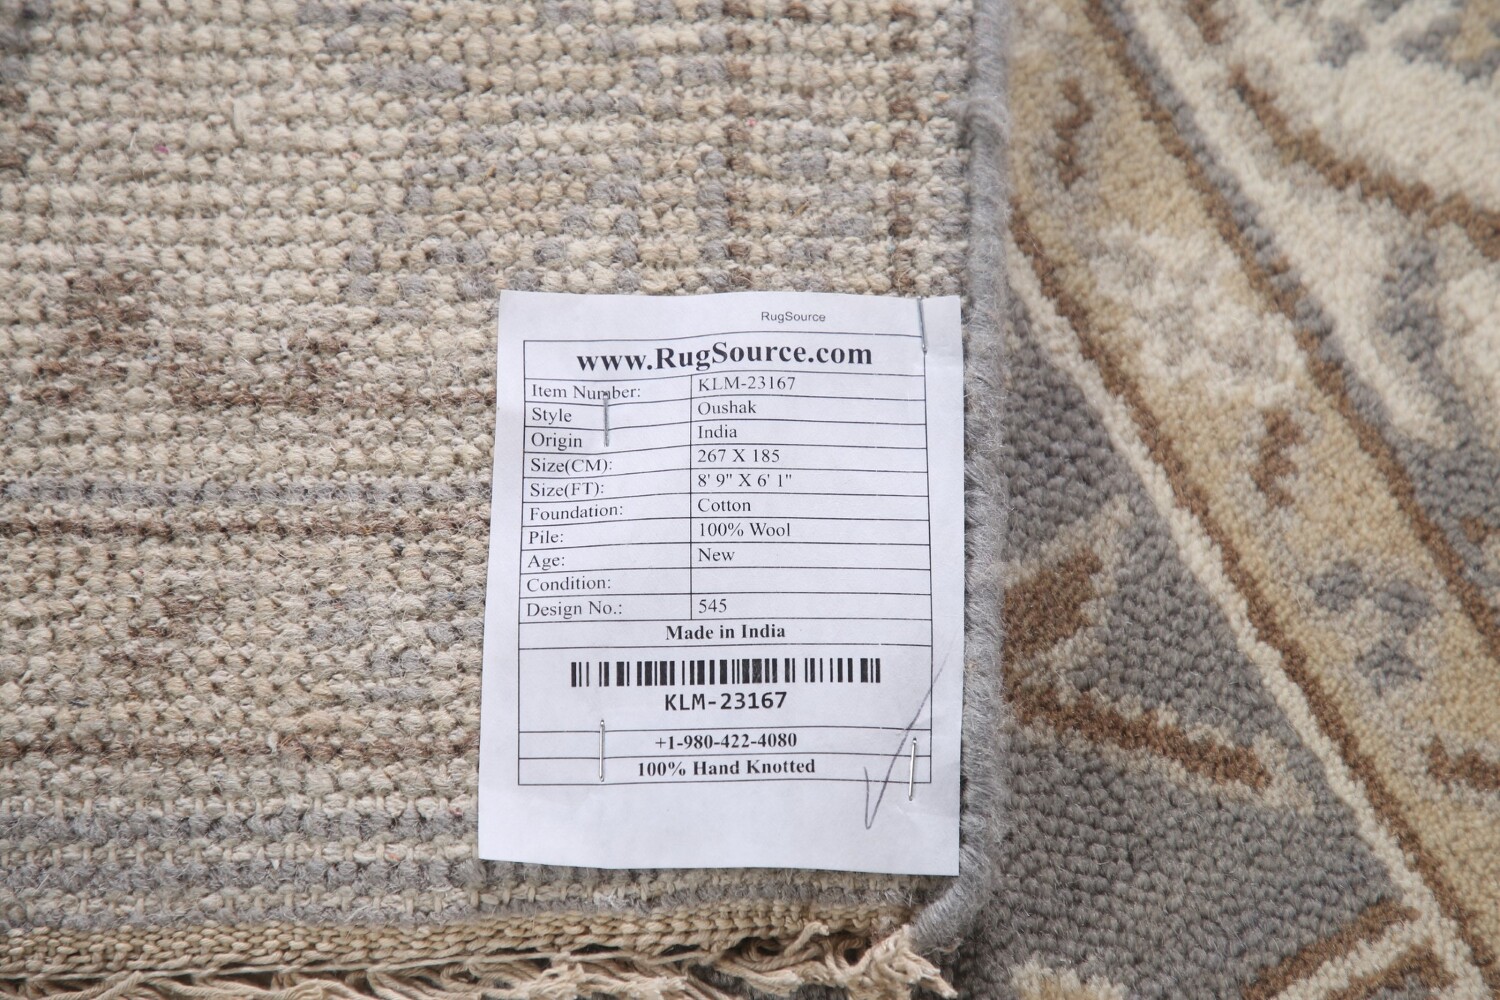 RugSource
www.RugSource.com
Item Number: KLM-23167
Style Oushak
Origin India
Size(CM): 267 X 185
Size(FT): 8' 9" X 6' 1"
Foundation: Cotton
Pile: 100% Wool
Age: New
Condition:
Design No.: 545
Made in India
KLM-23167
+1-980-422-4080
100% Hand Knotted